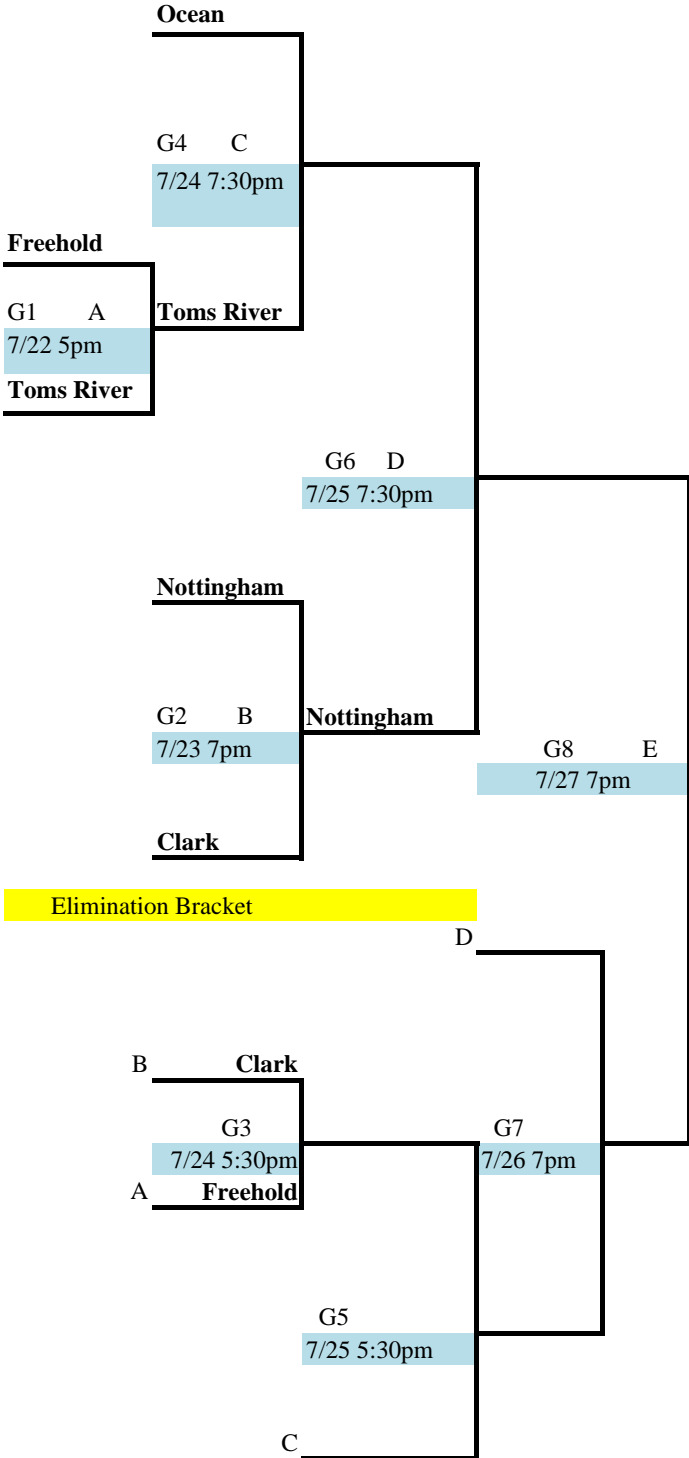 Ocean
G4 C
7/24 7:30pm
Freehold
G1 A
Toms River
7/22 5pm
Toms River
G6 D
7/25 7:30pm
Nottingham
G2 B
Nottingham
7/23 7pm
G8 E
7/27 7pm
Clark
Elimination Bracket
D
B Clark
G3
G7
7/24 5:30pm
7/26 7pm
A Freehold
G5
7/25 5:30pm
C